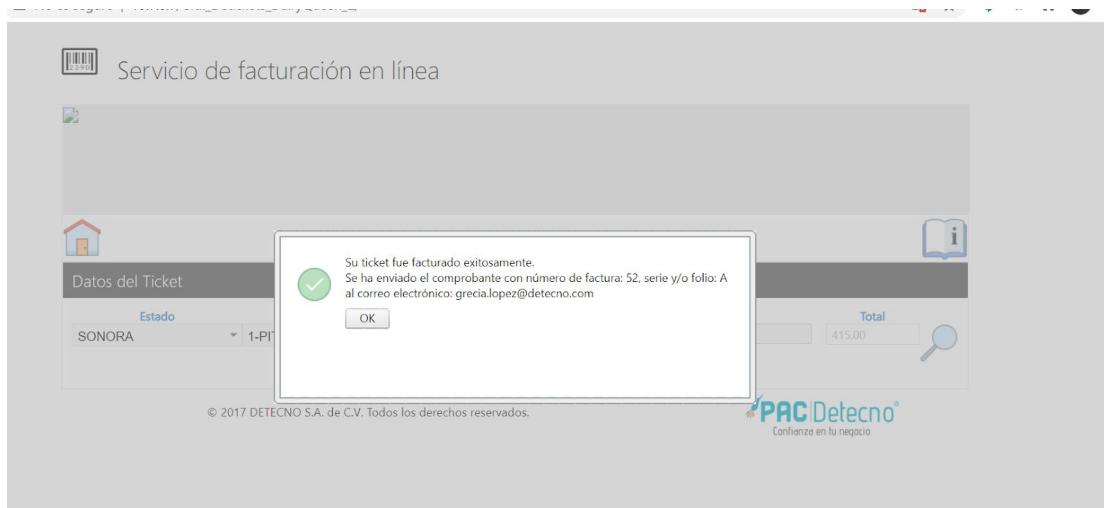 Servicio de facturación en línea
Su ticket fue facturado exitosamente.
Se ha enviado el comprobante con número de factura: 52, serie y/o folio: A
al correo electrónico: grecia.lopez@detecno.com
OK
Datos del Ticket
Estado
Total
SONORA
1-PI
415.00
© 2017 DETECNO S.A. de C.V. Todos los derechos reservados.
PAC Detecno
Confianza en tu negocio